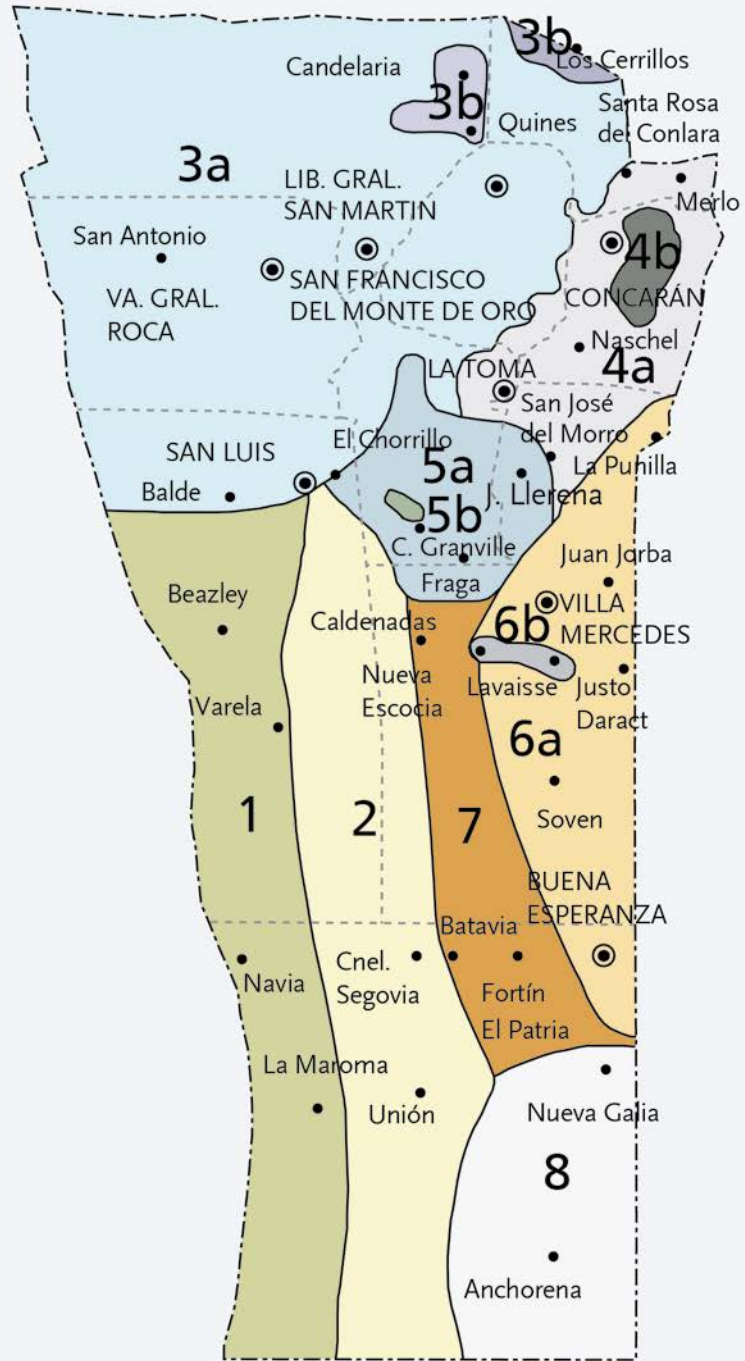 3b
Los Cerrillos
Candelaria
3b
Santa Rosa
del Conlara
Quines
3a
LIB. GRAL.
SAN MARTIN
Merlo
San Antonio
4b
SAN FRANCISCO
DEL MONTE DE ORO
VA. GRAL.
ROCA
CONCARÁN
Naschel
4a
LA TOMA
San José
del Morro
El Chorrillo
SAN LUIS
5a
La Punilla
Balde
J. Llerena
5b
C. Granville
Juan Jorba
Fraga
Beazley
VILLA
MERCEDES
Caldenadas
6b
Nueva
Escocia
Lavaisse
Justo
Daract
Varela
6a
1
2
7
Soven
BUENA
ESPERANZA
Batavia
Cnel.
Segovia
Navia
Fortín
El Patria
La Maroma
Unión
Nueva Galia
8
Anchorena